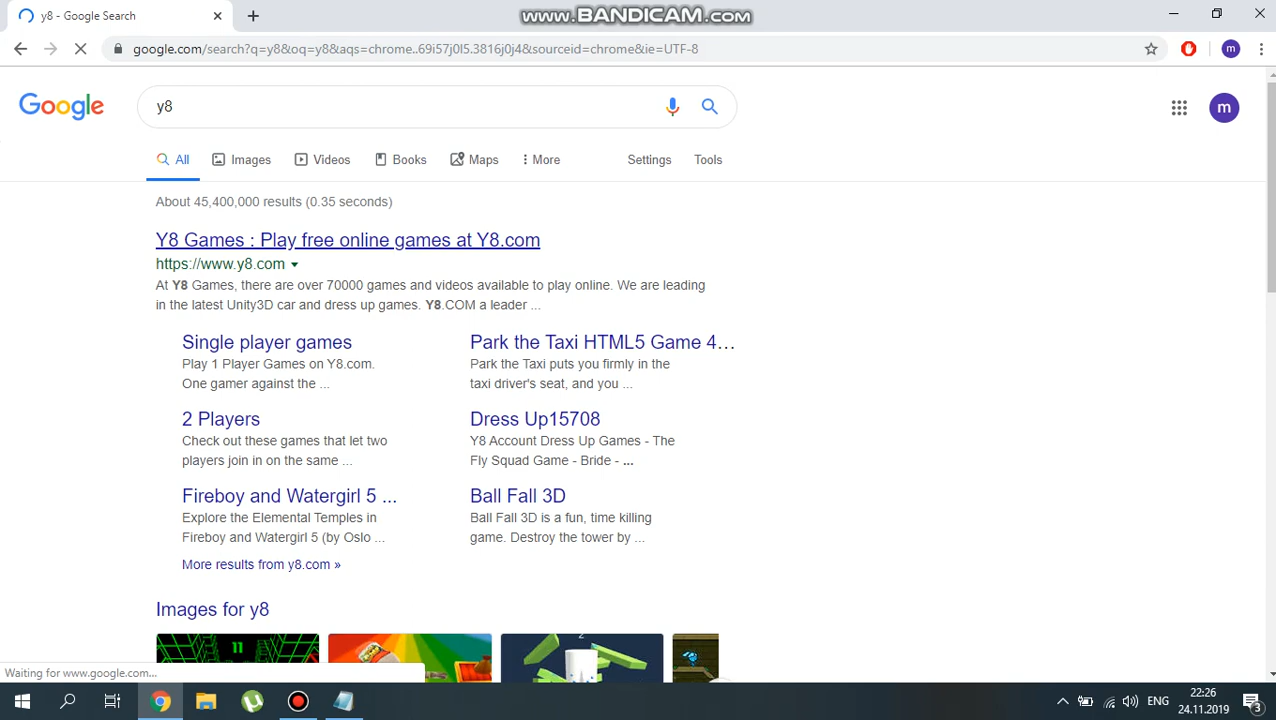 y8 - Google Search
www.BANDICAM.com
google.com/search?q=y8&oq=y8&aqs=chrome..69i57j0l5.3816j0j4&sourceid=chrome&ie=UTF-8
m
Google
y8
m
All Images Videos Books Maps More Settings Tools
About 45,400,000 results (0.35 seconds)
Y8 Games : Play free online games at Y8.com
https://www.y8.com
At Y8 Games, there are over 70000 games and videos available to play online. We are leading
in the latest Unity3D car and dress up games. Y8.COM a leader ...
Single player games
Play 1 Player Games on Y8.com.
One gamer against the ...
Park the Taxi HTML5 Game 4...
Park the Taxi puts you firmly in the
taxi driver's seat, and you ...
2 Players
Check out these games that let two
players join in on the same ...
Dress Up15708
Y8 Account Dress Up Games - The
Fly Squad Game - Bride - ...
Fireboy and Watergirl 5 ...
Explore the Elemental Temples in
Fireboy and Watergirl 5 (by Oslo ...
Ball Fall 3D
Ball Fall 3D is a fun, time killing
game. Destroy the tower by ...
More results from y8.com »
Images for y8
11
2
Waiting for www.google.com...
ENG
22:26
24.11.2019
3